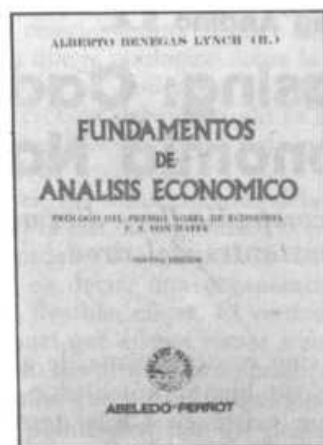 ALBERTO BENEGAS LYNCH (H.)
FUNDAMENTOS
DE
ANALISIS ECONOMICO
PROLOGO DEL PREMIO NOBEL DE ECONOMIA
F. A. VON HAYEK
ABELEDO-PERROT